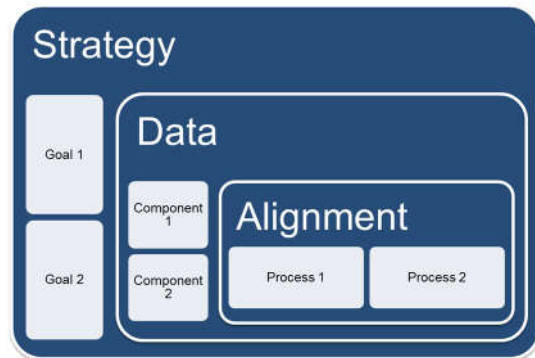 Strategy
Goal 1
Goal 2
Data
Component
1
Component
2
Alignment
Process 1
Process 2